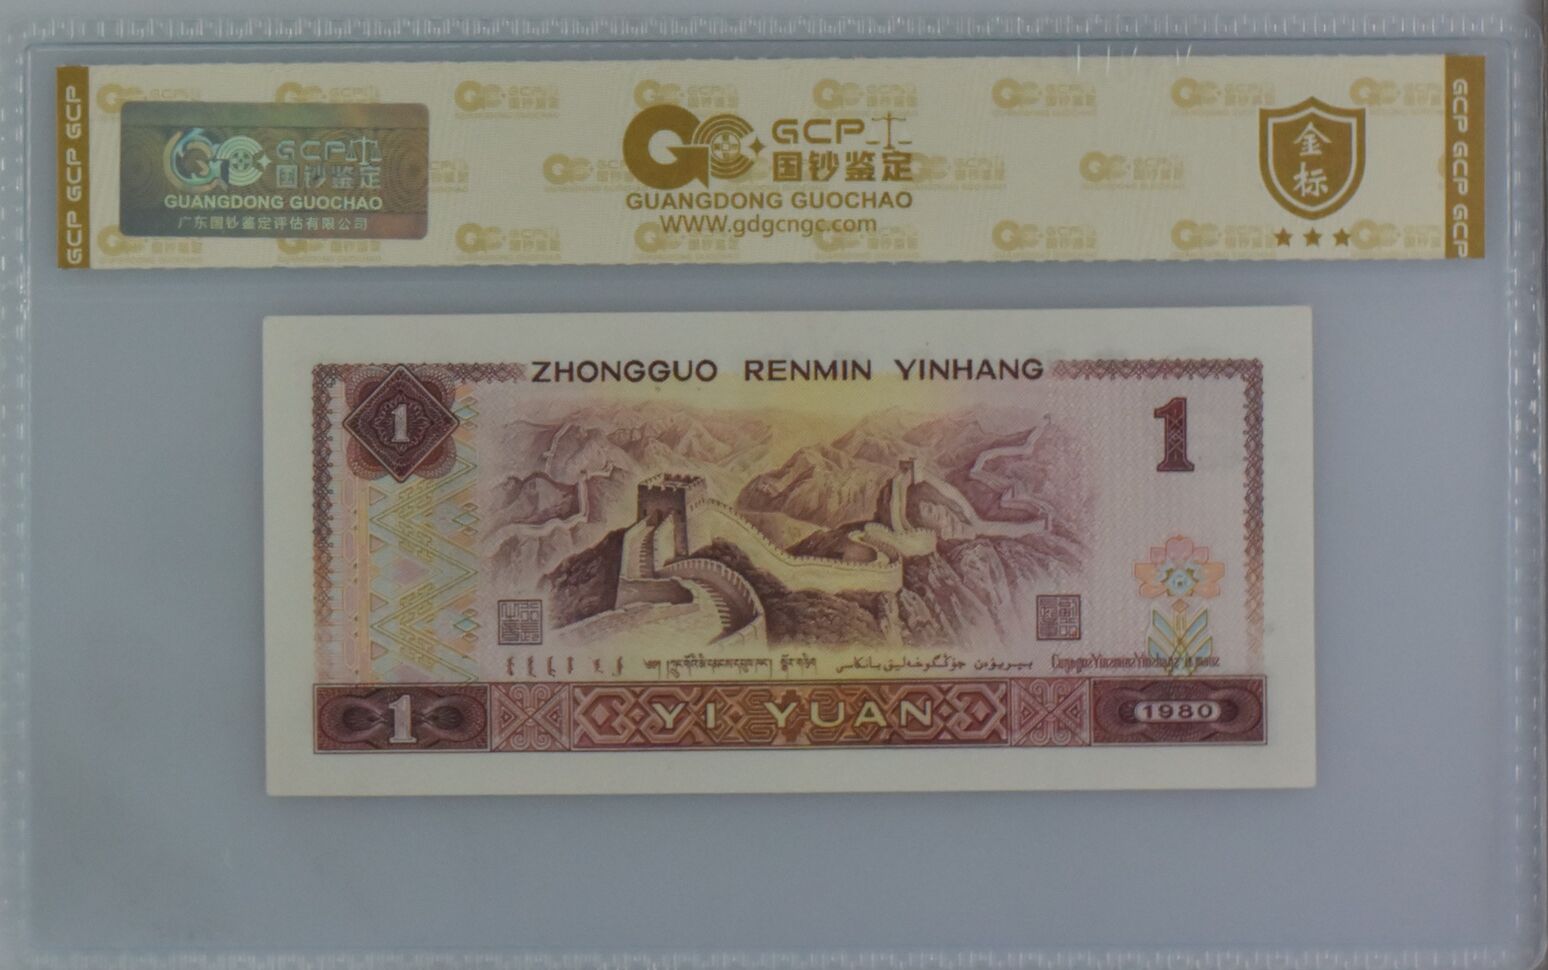 GCP GCP GCP
GCP
国钞鉴定
GUANGDONG GUOCHAO
广东国钞鉴定评估有限公司
GCP
国钞鉴定
GUANGDONG GUOCHAO
WWW.gdgcngc.com
金标
GCP GCP GCP
ZHONGGUO RENMIN YINHANG
1
1
1
YI YUAN
1980